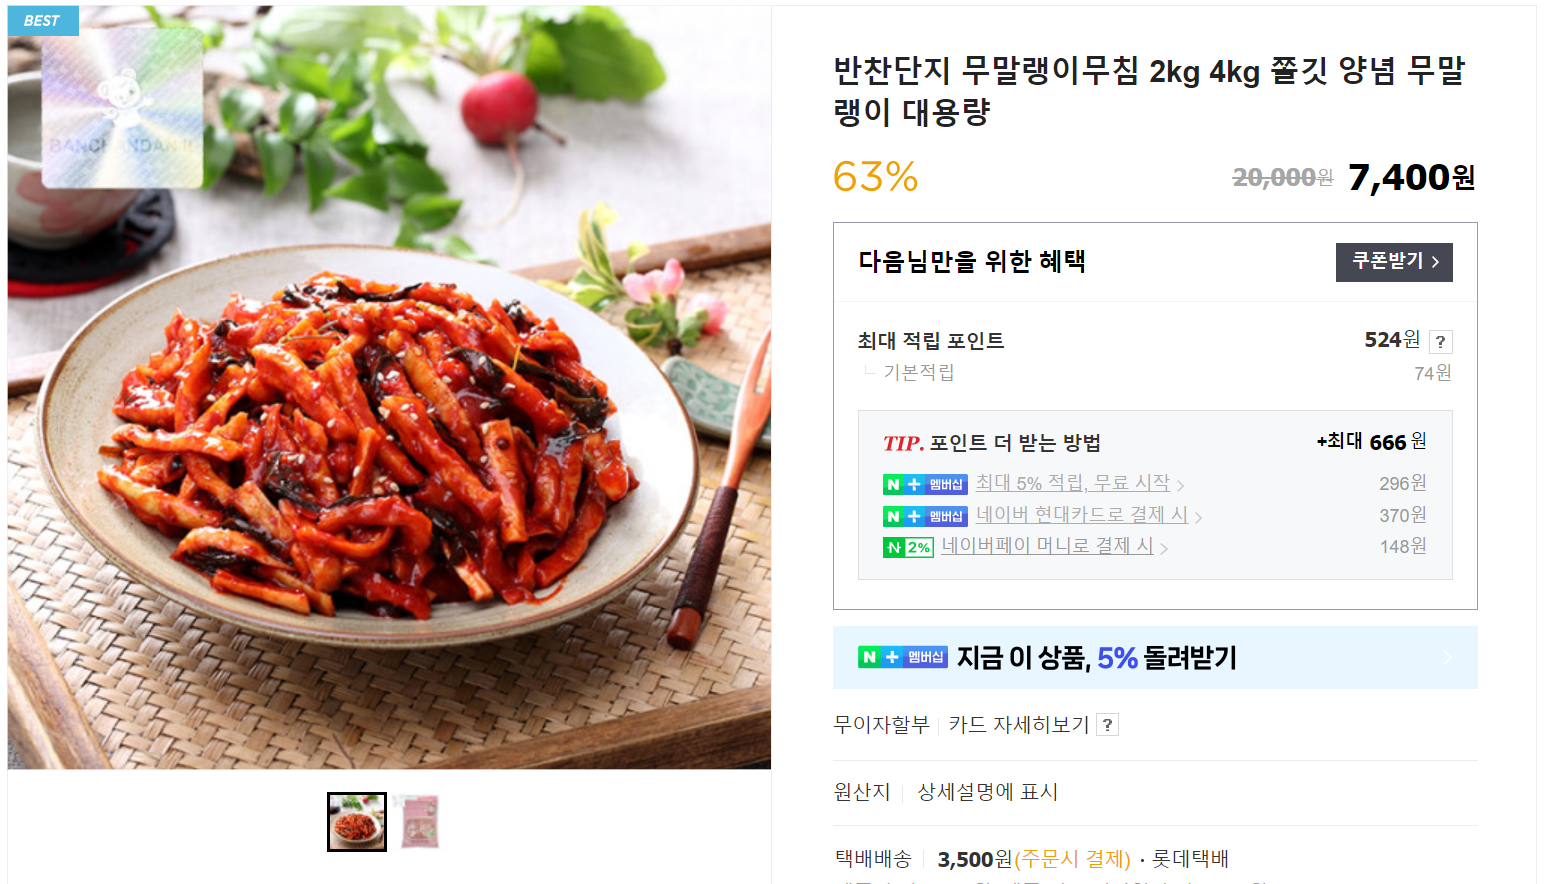 BEST
BANCHANDANJI
반찬단지 무말랭이무침 2kg 4kg 쫄깃 양념 무말
랭이 대용량
63% 20,000원 7,400원
다음님만을 위한 혜택 쿠폰받기
최대 적립 포인트 524원 ?
기본적립 74원
TIP. 포인트 더 받는 방법 +최대 666 원
N + 멤버십 최대 5% 적립, 무료 시작 296원
N + 멤버십 네이버 현대카드로 결제 시 370원
N 2% 네이버페이 머니로 결제 시 148원
N + 멤버십 지금 이 상품, 5% 돌려받기
무이자할부 카드 자세히보기 ?
원산지 상세설명에 표시
택배배송 3,500원(주문시 결제) · 롯데택배